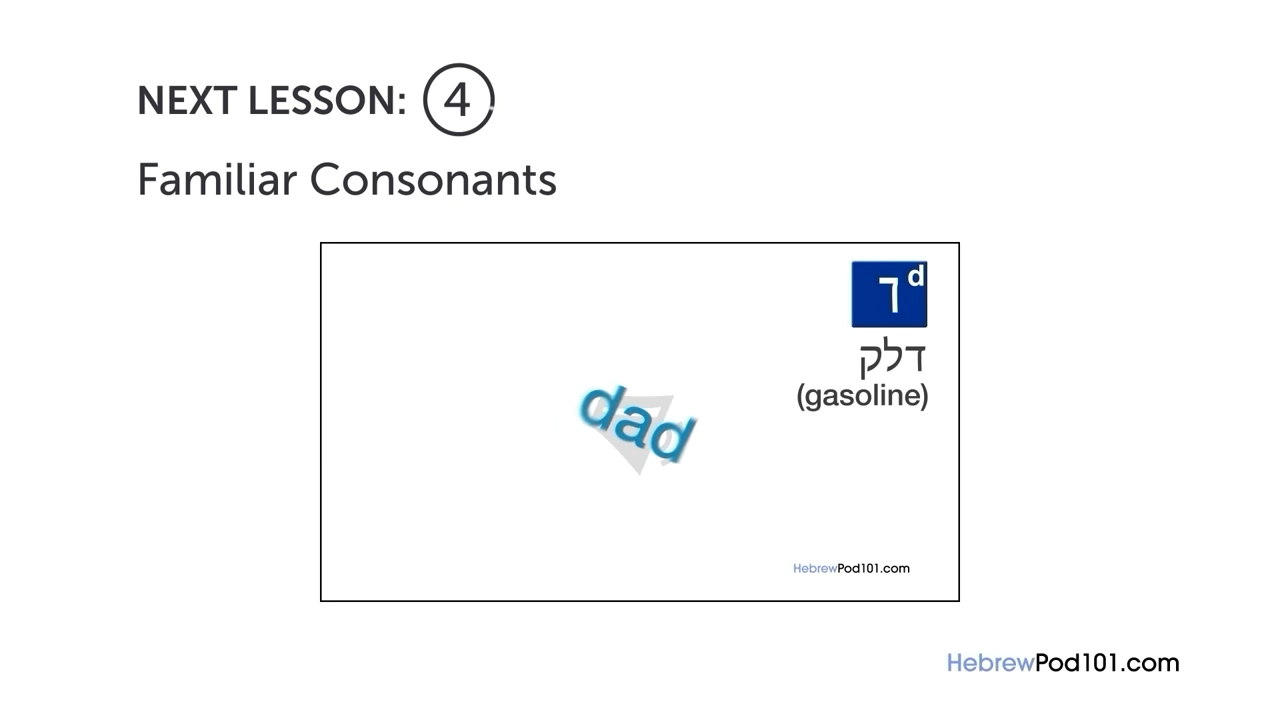 NEXT LESSON: 4
Familiar Consonants
ד d
דלק
(gasoline)
dad
HebrewPod101.com
HebrewPod101.com